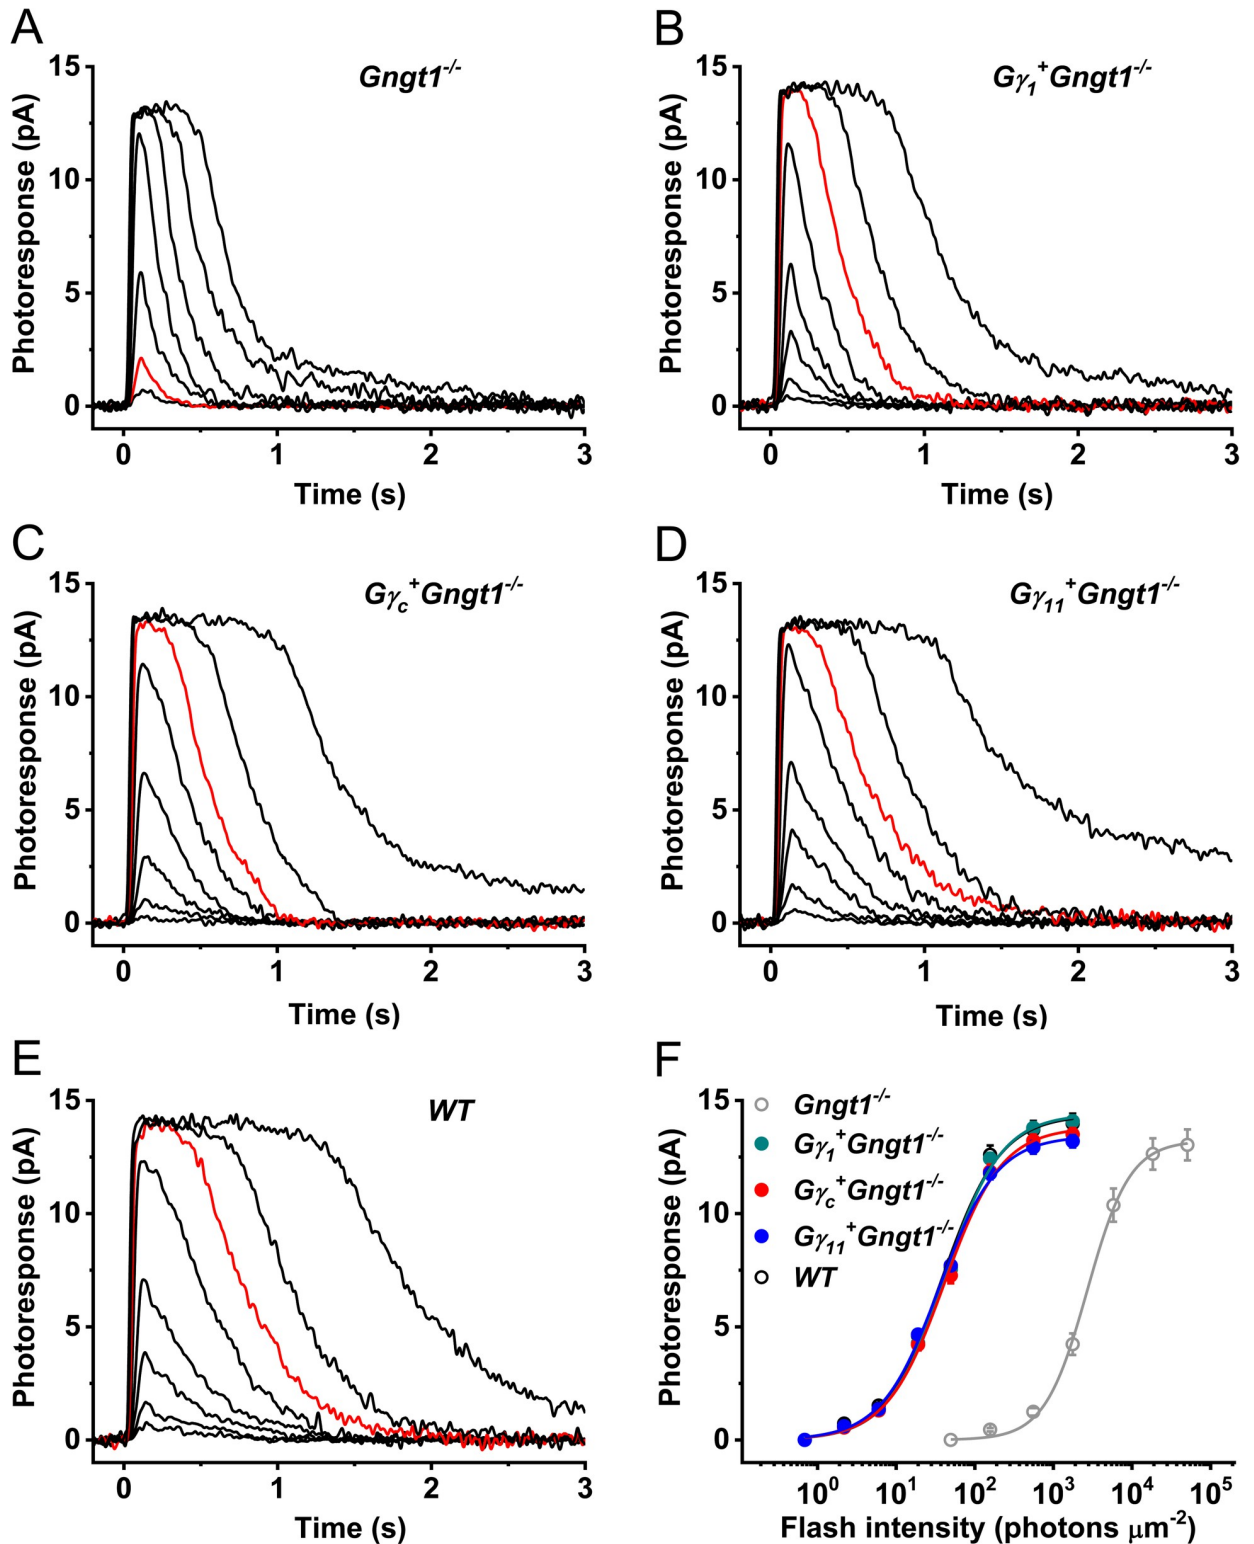 A
Gngt1-/-
15
10
5
0
Photoresponse (pA)
0 1 2 3
Time (s)
B
Gγ1+Gngt1-/-
15
10
5
0
Photoresponse (pA)
0 1 2 3
Time (s)
C
Gγc+Gngt1-/-
15
10
5
0
Photoresponse (pA)
0 1 2 3
Time (s)
D
Gγ11+Gngt1-/-
15
10
5
0
Photoresponse (pA)
0 1 2 3
Time (s)
E
WT
15
10
5
0
Photoresponse (pA)
0 1 2 3
Time (s)
F
15
10
5
0
Photoresponse (pA)
Gngt1-/-
Gγ1+Gngt1-/-
Gγc+Gngt1-/-
Gγ11+Gngt1-/-
WT
10^0 10^1 10^2 10^3 10^4 10^5
Flash intensity (photons μm-2)